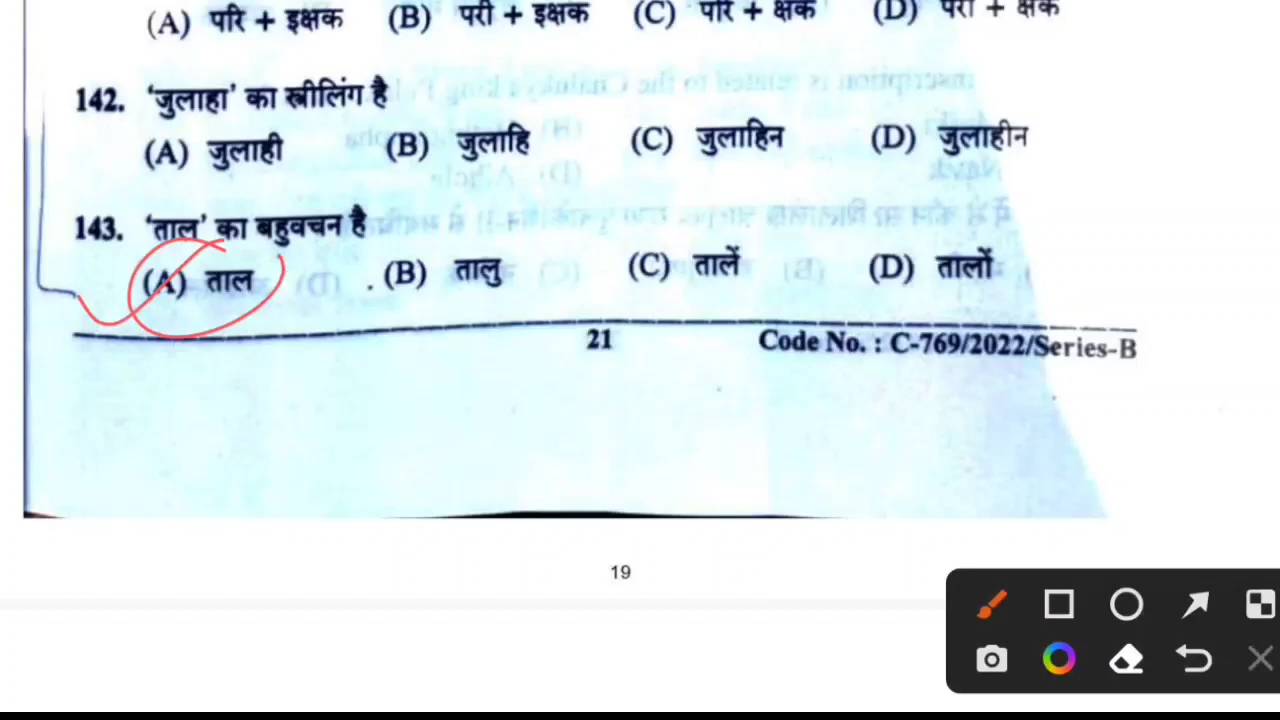 (A) परि + इक्षक (B) परी + इक्षक (C) परि + क्षक (D) परी + क्षक
142. 'जुलाहा' का स्त्रीलिंग है
(A) जुलाही (B) जुलाहि (C) जुलाहिन (D) जुलाहीन
143. 'ताल' का बहुवचन है
(A) ताल (B) तालु (C) तालें (D) तालों
21 Code No. : C-769/2022/Series-B
19